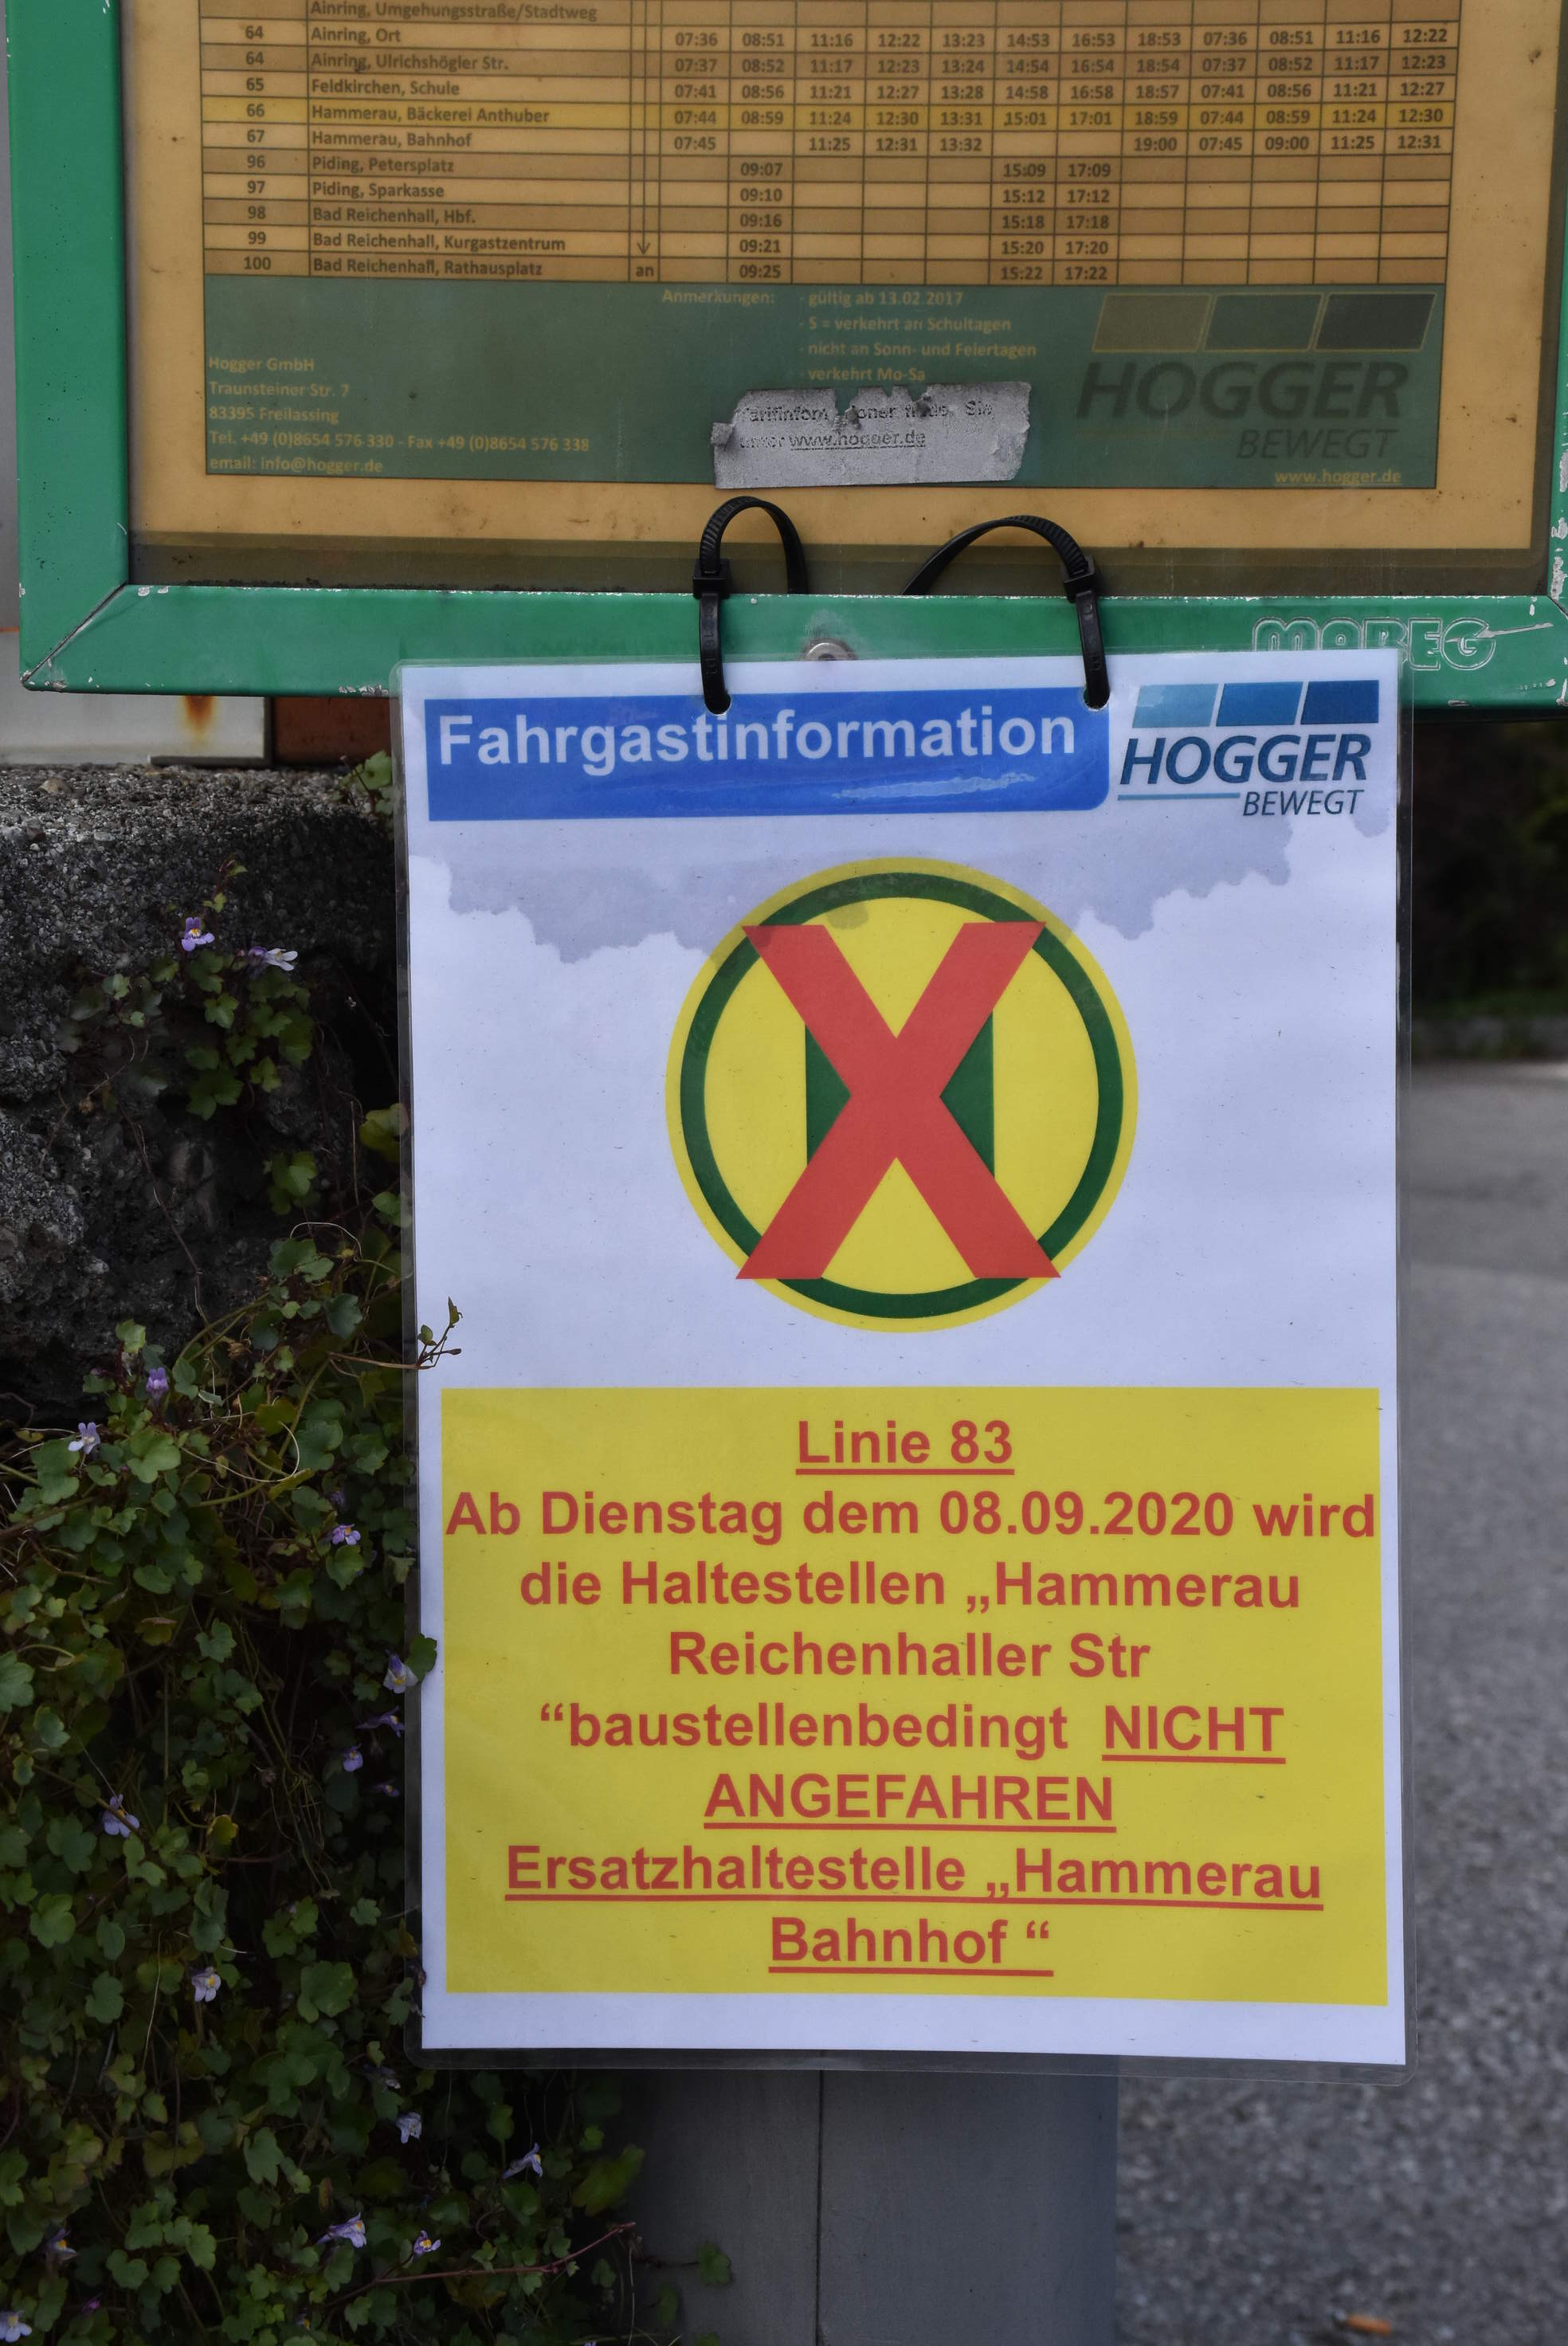 Ainring, Umgehungsstraße/Stadtweg
64 Ainring, Ort 07:36 08:51 11:16 12:22 13:23 14:53 16:53 18:53 07:36 08:51 11:16 12:22
64 Ainring, Ulrichshögler Str. 07:37 08:52 11:17 12:23 13:24 14:54 16:54 18:54 07:37 08:52 11:17 12:23
65 Feldkirchen, Schule 07:41 08:56 11:21 12:27 13:28 14:58 16:58 18:57 07:41 08:56 11:21 12:27
66 Hammerau, Bäckerei Anthuber 07:44 08:59 11:24 12:30 13:31 15:01 17:01 18:59 07:44 08:59 11:24 12:30
67 Hammerau, Bahnhof 07:45 11:25 12:31 13:32 19:00 07:45 09:00 11:25 12:31
96 Piding, Petersplatz 09:07 15:09 17:09
97 Piding, Sparkasse 09:10 15:12 17:12
98 Bad Reichenhall, Hbf. 09:16 15:18 17:18
99 Bad Reichenhall, Kurgastzentrum 09:21 15:20 17:20
100 Bad Reichenhall, Rathausplatz an 09:25 15:22 17:22
Anmerkungen: - gültig ab 13.02.2017
- S = verkehrt an Schultagen
- nicht an Sonn- und Feiertagen
verkehrt Mo-Sa
Hogger GmbH
Traunsteiner Str. 7
83395 Freilassing
Tel. +49 (0)8654 576 330 - Fax +49 (0)8654 576 338
email: info@hogger.de
Sie
unter www.hogger.de
HOGGER
BEWEGT
www.hogger.de
MABEG
Fahrgastinformation
HOGGER
BEWEGT
Linie 83
Ab Dienstag dem 08.09.2020 wird
die Haltestellen „Hammerau
Reichenhaller Str
“baustellenbedingt NICHT
ANGEFAHREN
Ersatzhaltestelle „Hammerau
Bahnhof “